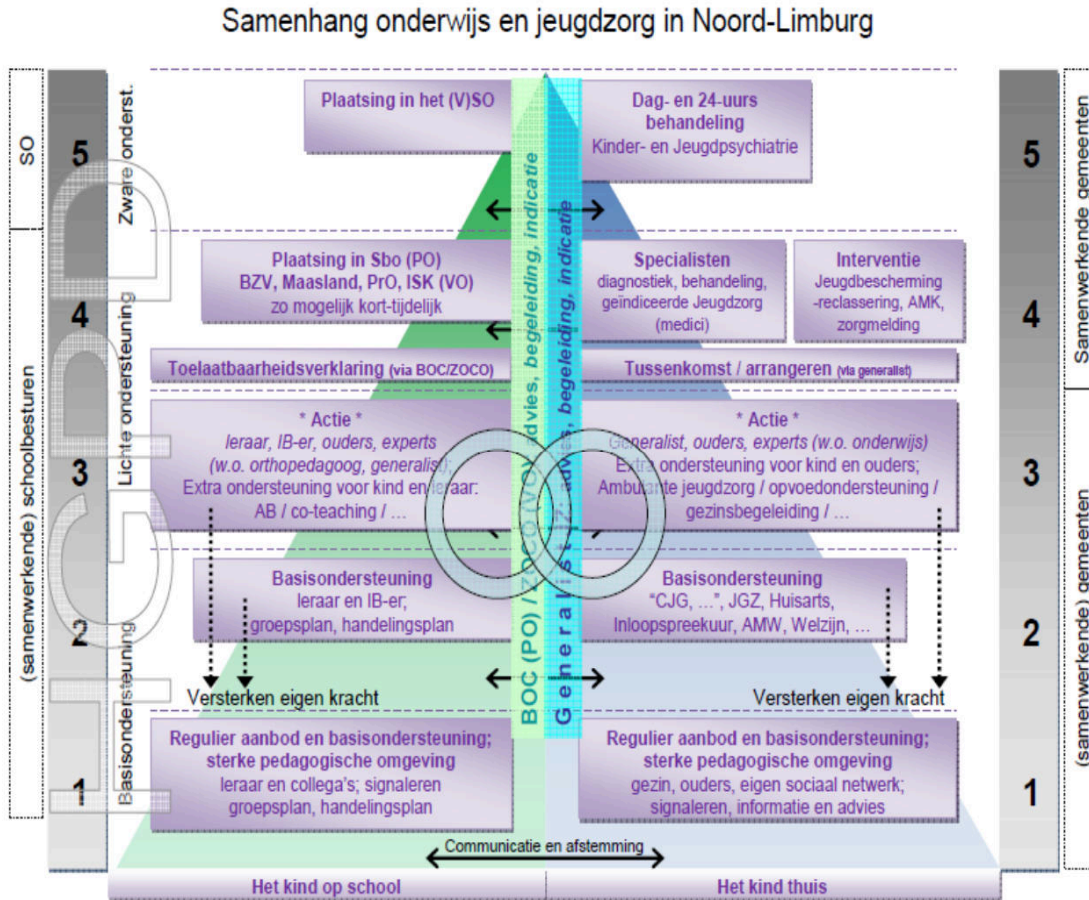 Samenhang onderwijs en jeugdzorg in Noord-Limburg
SO
(samenwerkende) schoolbesturen
5
4
3
2
1
Zware onderst.
Lichte ondersteuning
Basisondersteuning
Plaatsing in het (V)SO
Dag- en 24-uurs
behandeling
Kinder- en Jeugdpsychiatrie
Plaatsing in Sbo (PO)
BZV, Maasland, PrO, ISK (VO)
zo mogelijk kort-tijdelijk
Specialisten
diagnostiek, behandeling,
geïndiceerde Jeugdzorg
(medici)
Interventie
Jeugdbescherming
-reclassering, AMK,
zorgmelding
Toelaatbaarheidsverklaring (via BOC/ZOCO)
Tussenkomst / arrangeren (via generalist)
* Actie *
leraar, IB-er, ouders, experts
(w.o. orthopedagoog, generalist);
Extra ondersteuning voor kind en leraar:
AB / co-teaching / …
* Actie *
Generalist, ouders, experts (w.o. onderwijs)
Extra ondersteuning voor kind en ouders;
Ambulante jeugdzorg / opvoedondersteuning /
gezinsbegeleiding / …
Basisondersteuning
leraar en IB-er;
groepsplan, handelingsplan
Basisondersteuning
“CJG, …”, JGZ, Huisarts,
Inloopspreekuur, AMW, Welzijn, …
Versterken eigen kracht
Versterken eigen kracht
Regulier aanbod en basisondersteuning;
sterke pedagogische omgeving
leraar en collega’s; signaleren
groepsplan, handelingsplan
Regulier aanbod en basisondersteuning;
sterke pedagogische omgeving
gezin, ouders, eigen sociaal netwerk;
signaleren, informatie en advies
BOC (PO) / ZOCO (VO) advies, begeleiding, indicatie
Generalist JZ: advies, begeleiding, indicatie
Communicatie en afstemming
Het kind op school
Het kind thuis
5
4
3
2
1
Samenwerkende gemeenten
(samenwerkende) gemeenten